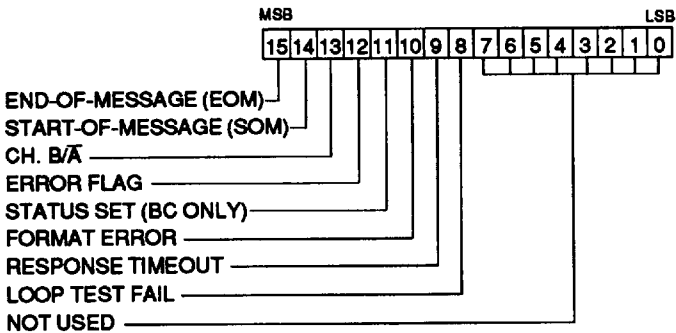 MSB LSB
15 14 13 12 11 10 9 8 7 6 5 4 3 2 1 0
END-OF-MESSAGE (EOM)
START-OF-MESSAGE (SOM)
CH. B/A̅
ERROR FLAG
STATUS SET (BC ONLY)
FORMAT ERROR
RESPONSE TIMEOUT
LOOP TEST FAIL
NOT USED